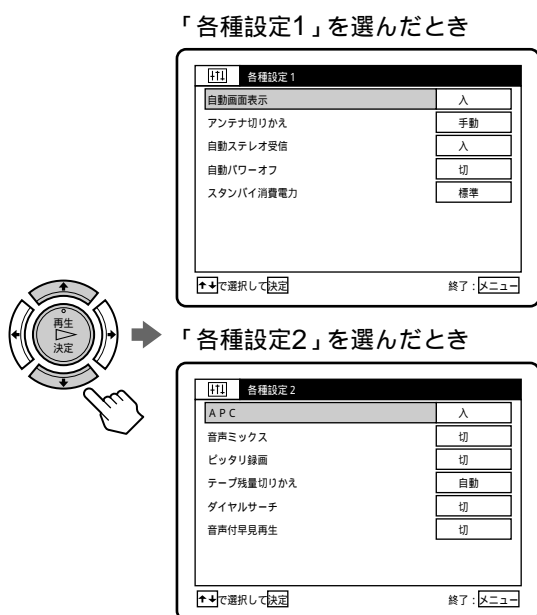 「各種設定1」を選んだとき
各種設定1
自動画面表示 入
アンテナ切りかえ 手動
自動ステレオ受信 入
自動パワーオフ 切
スタンバイ消費電力 標準
↑↓で選択して決定 終了：メニュー
再生
決定
「各種設定2」を選んだとき
各種設定2
APC 入
音声ミックス 切
ピッタリ録画 切
テープ残量切りかえ 自動
ダイヤルサーチ 切
音声付早見再生 切
↑↓で選択して決定 終了：メニュー